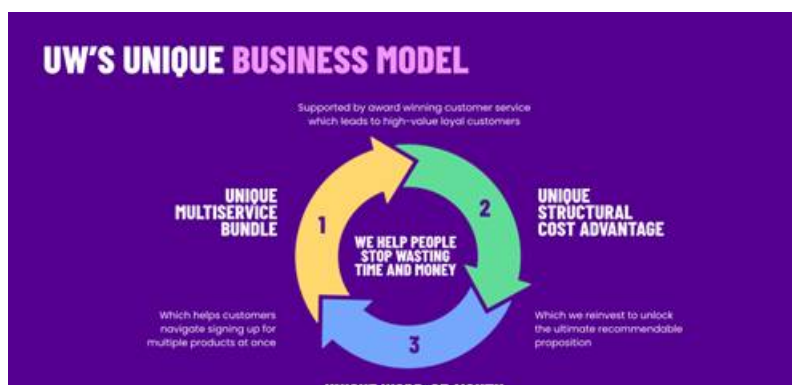 UW'S UNIQUE BUSINESS MODEL
Supported by award winning customer service
which leads to high-value loyal customers
UNIQUE
MULTISERVICE
BUNDLE
1
2
UNIQUE
STRUCTURAL
COST ADVANTAGE
WE HELP PEOPLE
STOP WASTING
TIME AND MONEY
Which helps customers
navigate signing up for
multiple products at once
3
Which we reinvest to unlock
the ultimate recommendable
proposition